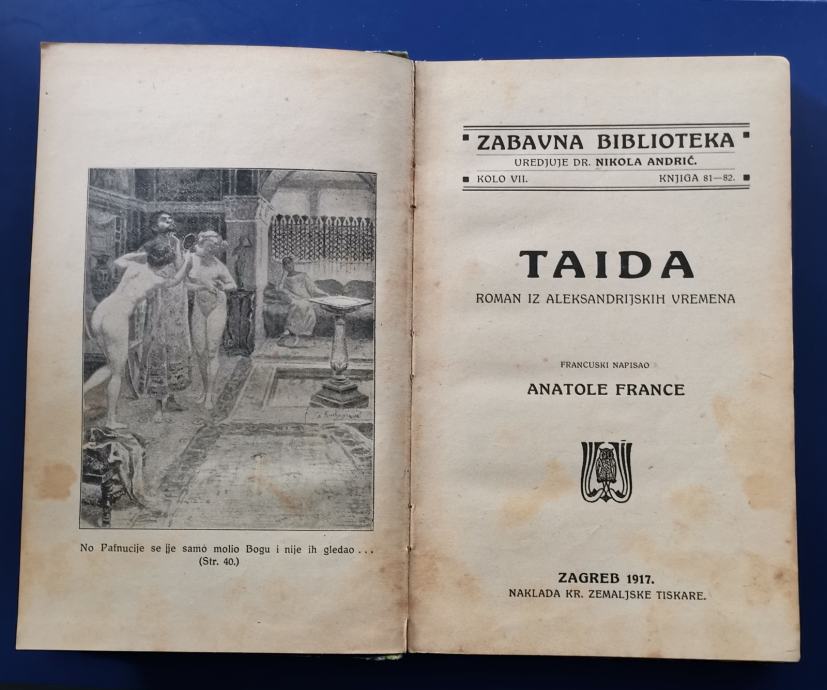 No Pafnucije se je samo molio Bogu i nije ih gledao . . .
(Str. 40.)
ZABAVNA BIBLIOTEKA
UREDJUJE DR. NIKOLA ANDRIĆ.
KOLO VII. KNJIGA 81—82.
TAIDA
ROMAN IZ ALEKSANDRIJSKIH VREMENA
FRANCUSKI NAPISAO
ANATOLE FRANCE
ZAGREB 1917.
NAKLADA KR. ZEMALJSKE TISKARE.